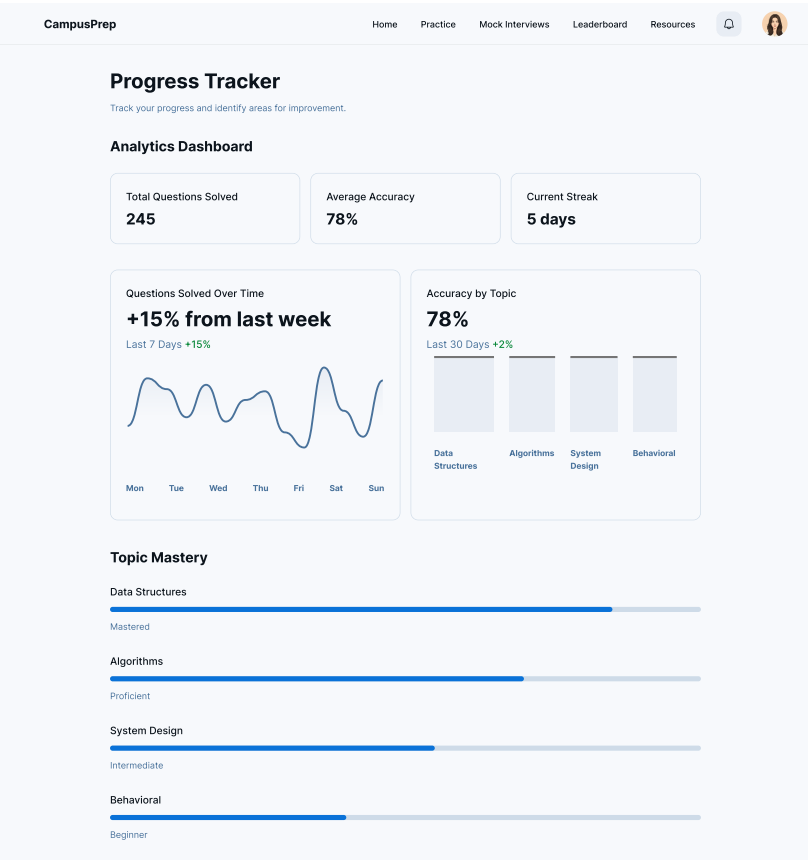 CampusPrep
Home Practice Mock Interviews Leaderboard Resources
Progress Tracker
Track your progress and identify areas for improvement.
Analytics Dashboard
Total Questions Solved
245
Average Accuracy
78%
Current Streak
5 days
Questions Solved Over Time
+15% from last week
Last 7 Days +15%
Mon Tue Wed Thu Fri Sat Sun
Accuracy by Topic
78%
Last 30 Days +2%
Data
Structures
Algorithms
System
Design
Behavioral
Topic Mastery
Data Structures
Mastered
Algorithms
Proficient
System Design
Intermediate
Behavioral
Beginner